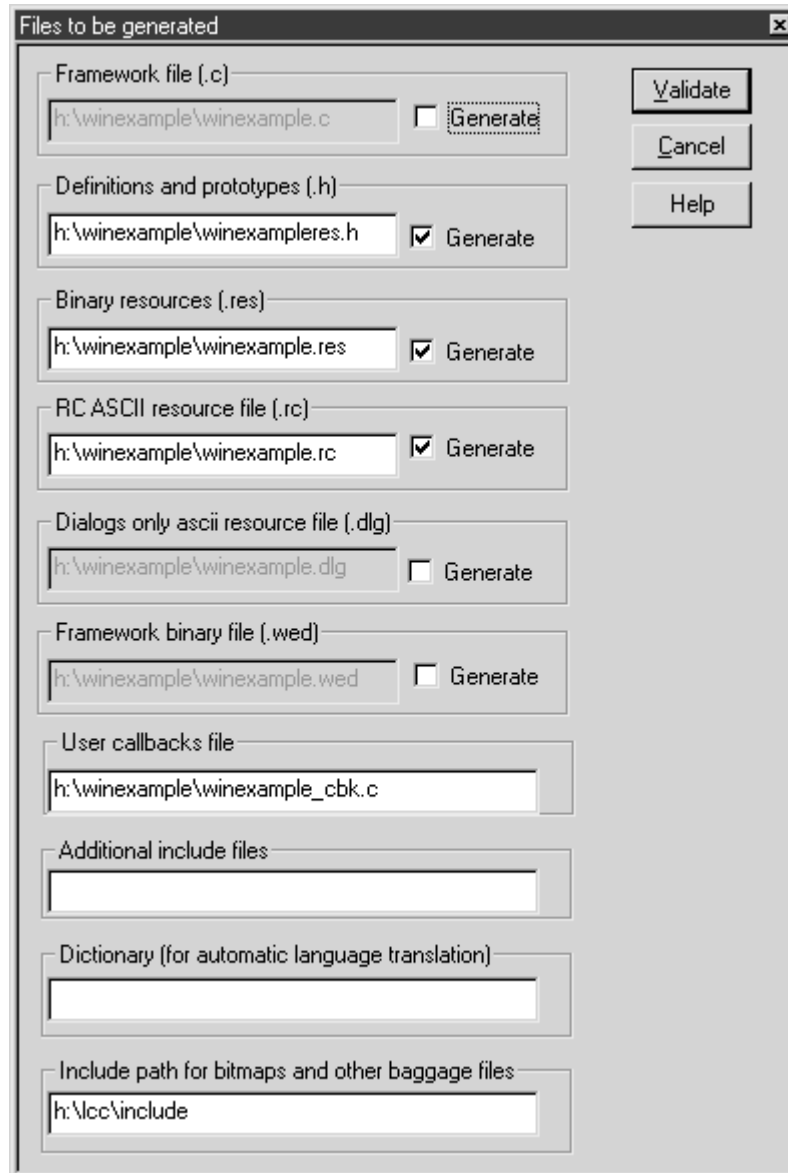 Files to be generated
Framework file (.c)
h:\winexample\winexample.c
Generate
Validate
Cancel
Help
Definitions and prototypes (.h)
h:\winexample\winexampleres.h
Generate
Binary resources (.res)
h:\winexample\winexample.res
Generate
RC ASCII resource file (.rc)
h:\winexample\winexample.rc
Generate
Dialogs only ascii resource file (.dlg)
h:\winexample\winexample.dlg
Generate
Framework binary file (.wed)
h:\winexample\winexample.wed
Generate
User callbacks file
h:\winexample\winexample_cbk.c
Additional include files
Dictionary (for automatic language translation)
Include path for bitmaps and other baggage files
h:\lcc\include